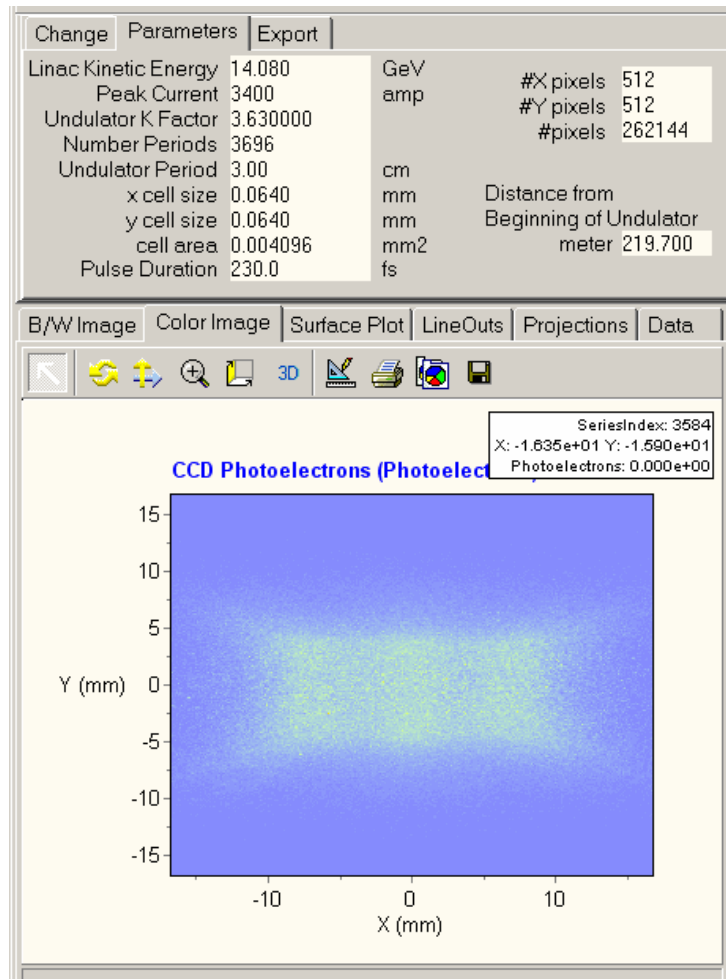 Change Parameters Export
Linac Kinetic Energy 14.080 GeV
Peak Current 3400 amp
Undulator K Factor 3.630000
Number Periods 3696
Undulator Period 3.00 cm
x cell size 0.0640 mm
y cell size 0.0640 mm
cell area 0.004096 mm2
Pulse Duration 230.0 fs
#X pixels 512
#Y pixels 512
#pixels 262144
Distance from
Beginning of Undulator
meter 219.700
B/W Image Color Image Surface Plot LineOuts Projections Data
3D
SeriesIndex: 3584
X: -1.635e+01 Y: -1.590e+01
Photoelectrons: 0.000e+00
CCD Photoelectrons (Photoelect
15
10
5
Y (mm) 0
-5
-10
-15
-10 0 10
X (mm)